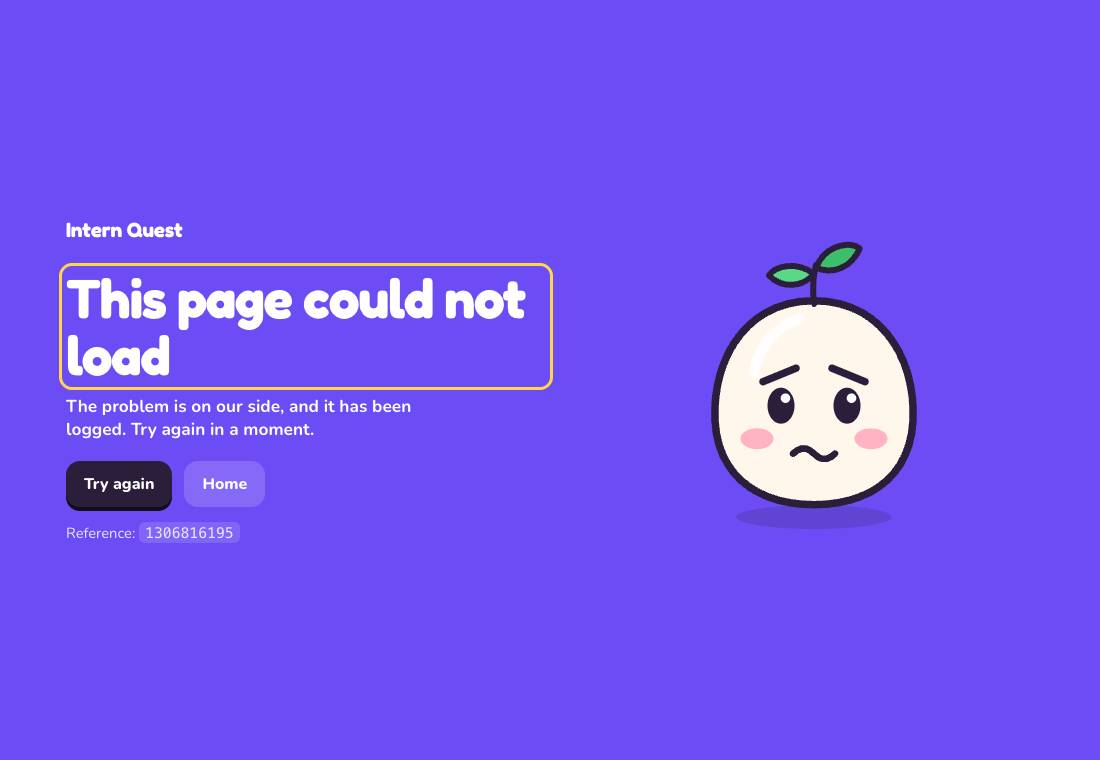 Intern Quest
This page could not
load
The problem is on our side, and it has been
logged. Try again in a moment.
Try again
Home
Reference: 1306816195